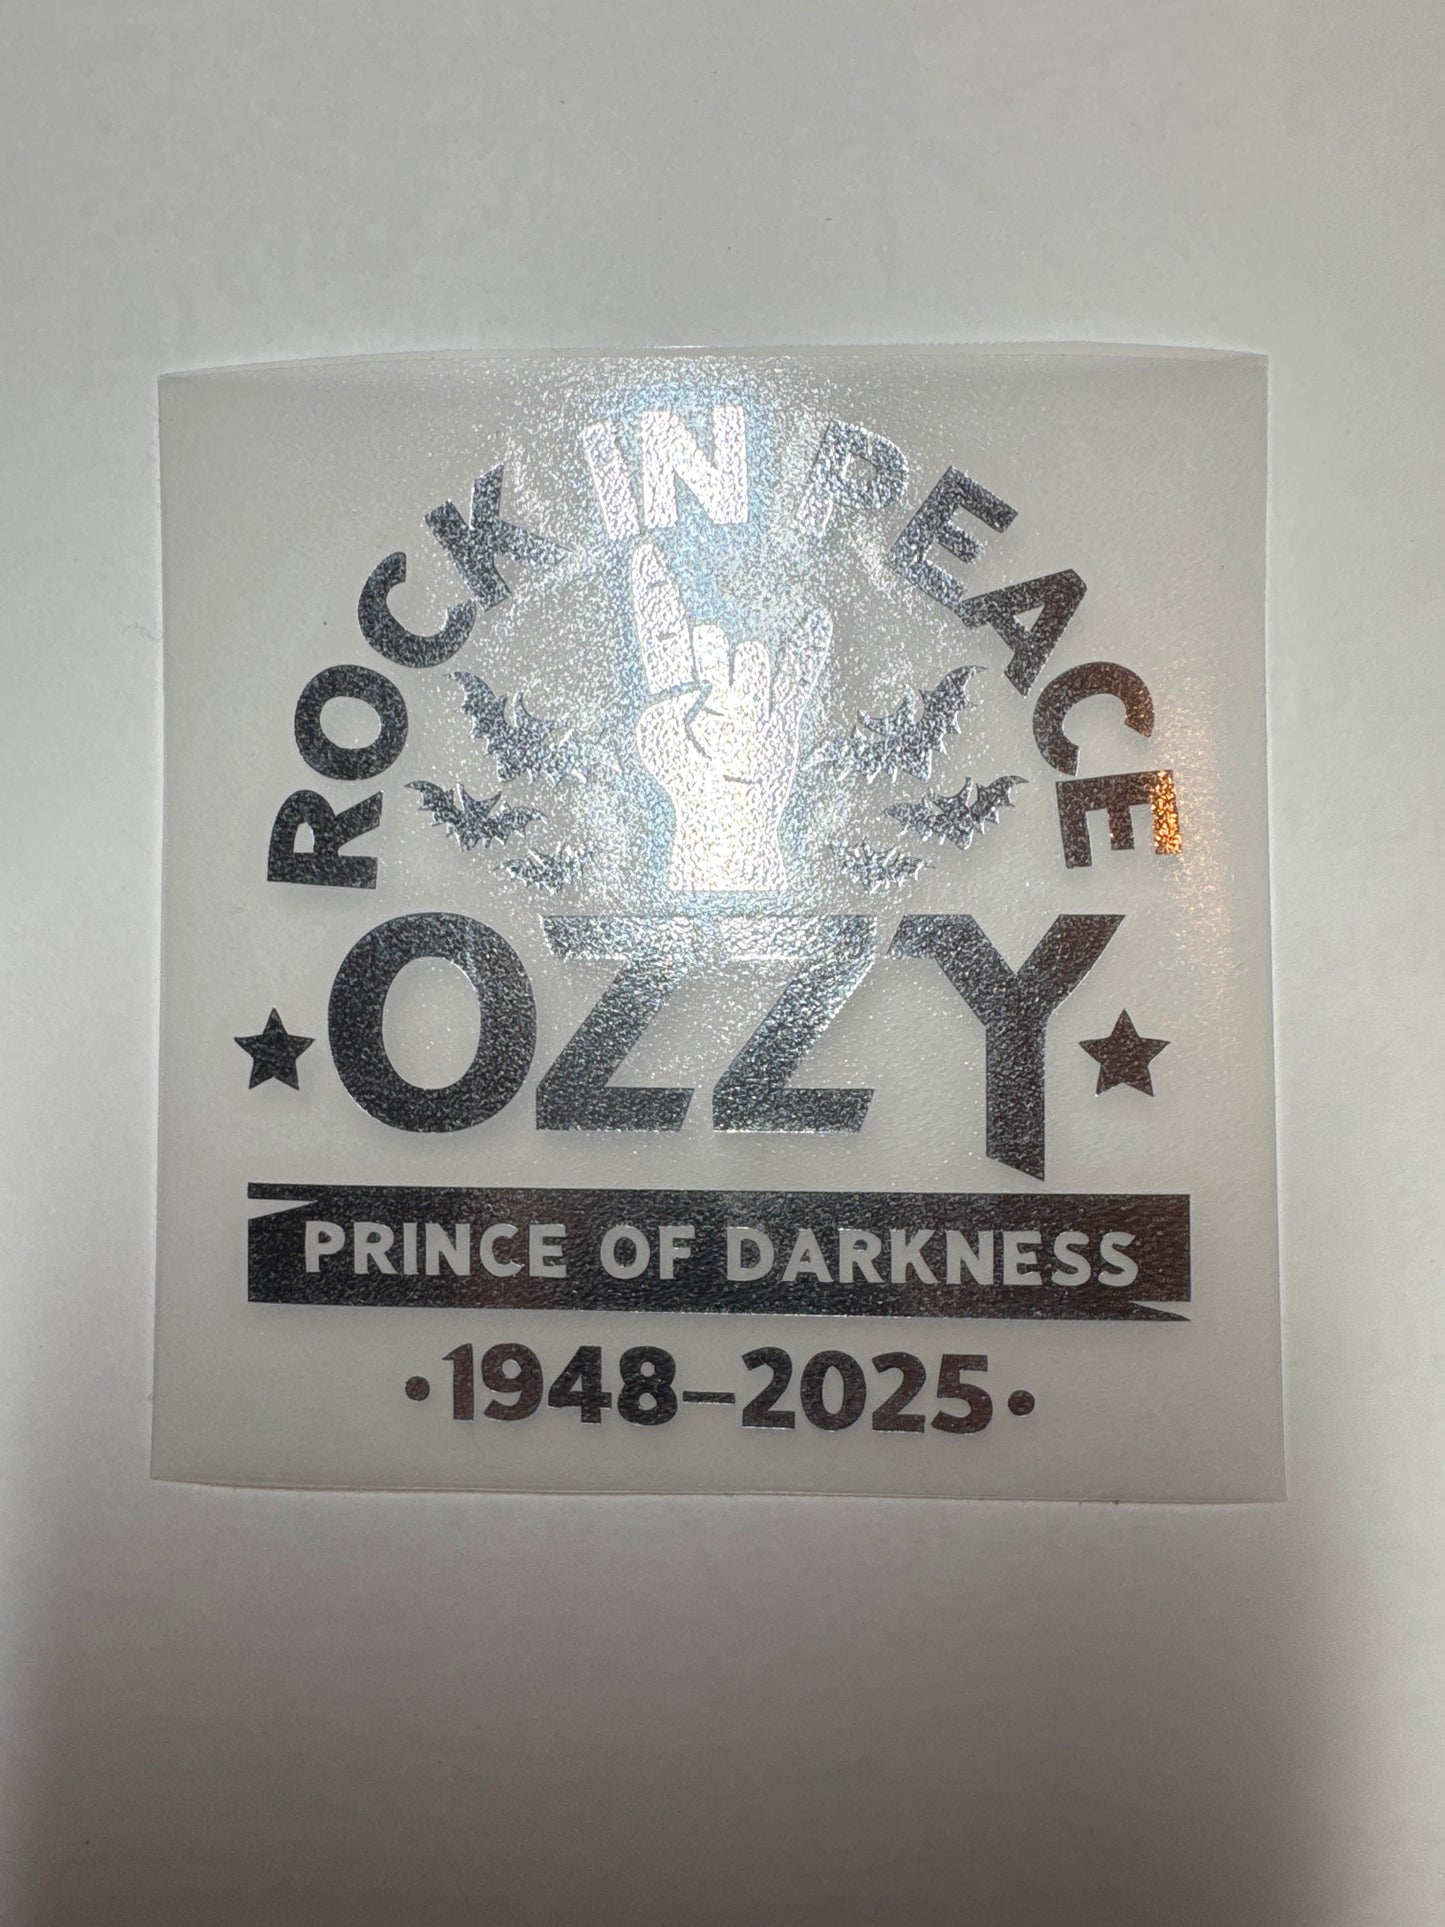 ROCK IN PEACE
OZZY
PRINCE OF DARKNESS
·1948–2025·